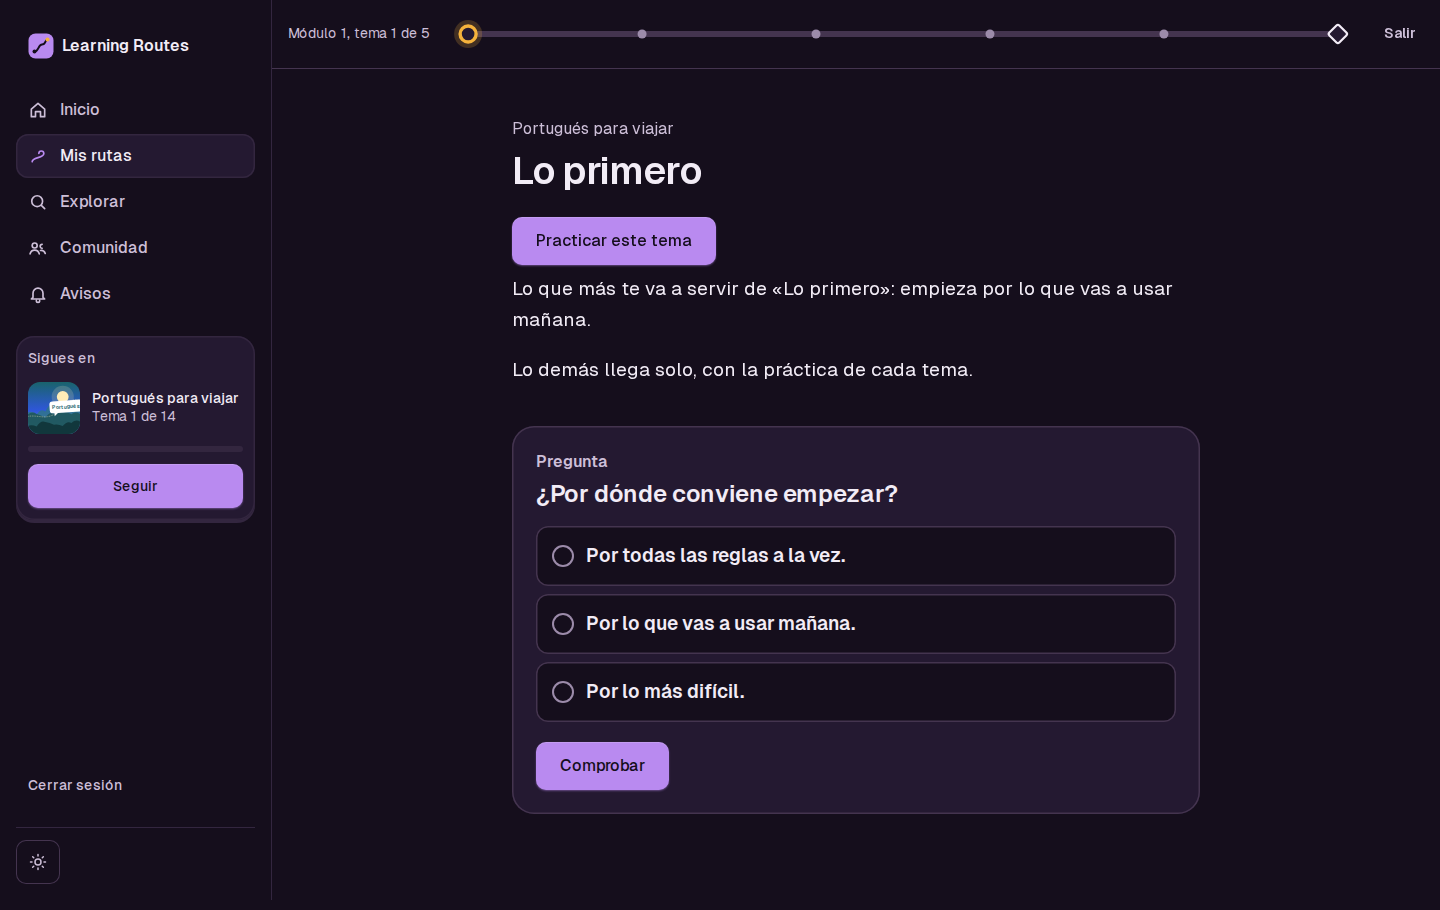 Learning Routes
Inicio
Mis rutas
Explorar
Comunidad
Avisos
Sigues en
Portugués para viajar
Tema 1 de 14
Seguir
Cerrar sesión
Módulo 1, tema 1 de 5
Salir
Portugués para viajar
Lo primero
Practicar este tema
Lo que más te va a servir de «Lo primero»: empieza por lo que vas a usar
mañana.
Lo demás llega solo, con la práctica de cada tema.
Pregunta
¿Por dónde conviene empezar?
Por todas las reglas a la vez.
Por lo que vas a usar mañana.
Por lo más difícil.
Comprobar